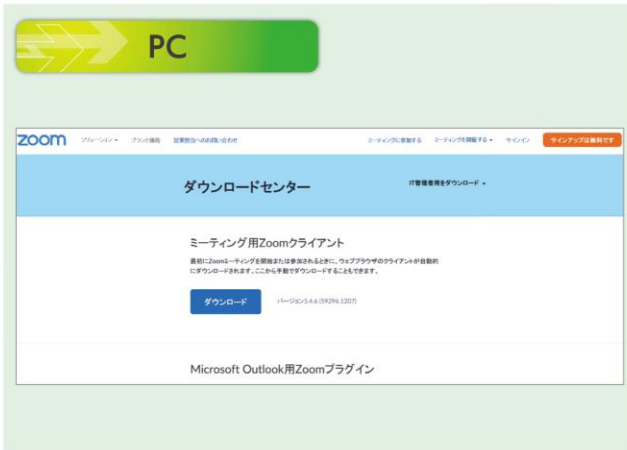 PC
zoom
ソリューション プランと価格 営業担当へのお問い合わせ ミーティングに参加する ミーティングを開催する サインイン サインアップは無料です
ダウンロードセンター
IT管理者用をダウンロード
ミーティング用Zoomクライアント
最初にZoomミーティングを開始または参加されるときに、ウェブブラウザのクライアントが自動的
にダウンロードされます。ここから手動でダウンロードすることもできます。
ダウンロード バージョン5.4.6 (59296.1207)
Microsoft Outlook用Zoomプラグイン